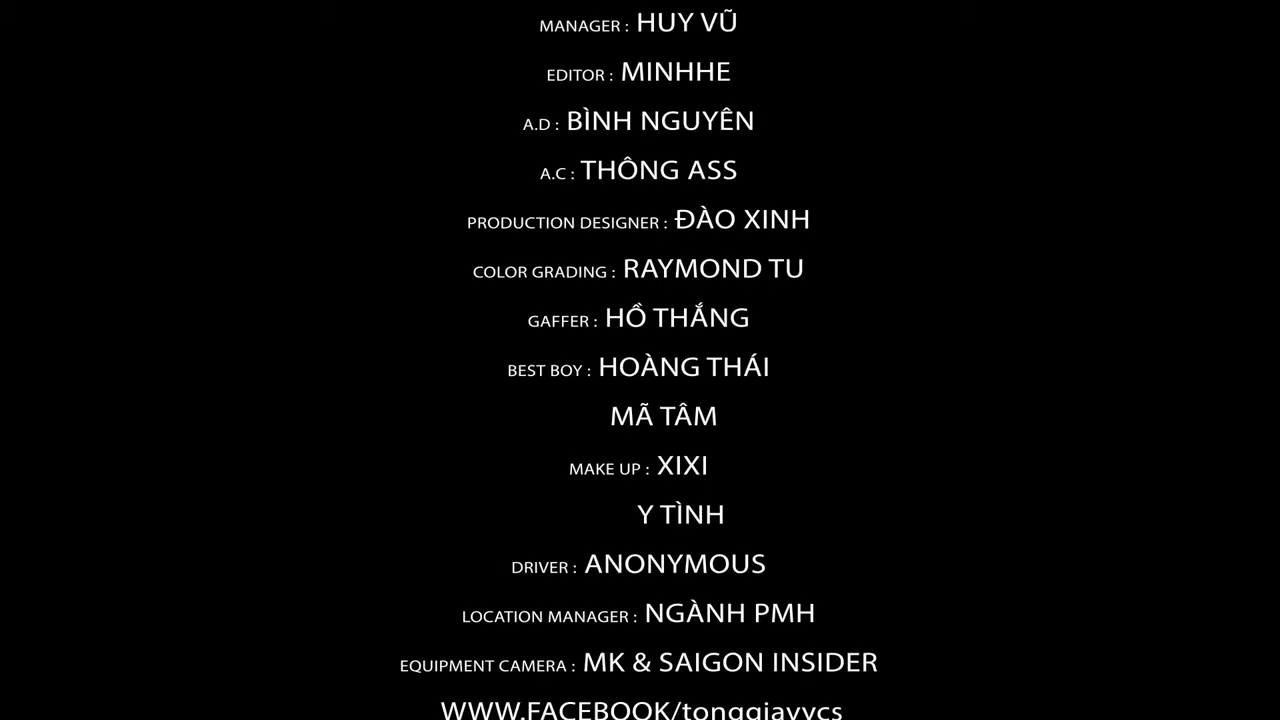 MANAGER : HUY VŨ
EDITOR : MINHHE
A.D : BÌNH NGUYÊN
A.C : THÔNG ASS
PRODUCTION DESIGNER : ĐÀO XINH
COLOR GRADING : RAYMOND TU
GAFFER : HỒ THẮNG
BEST BOY : HOÀNG THÁI
MÃ TÂM
MAKE UP : XIXI
Y TÌNH
DRIVER : ANONYMOUS
LOCATION MANAGER : NGÀNH PMH
EQUIPMENT CAMERA : MK & SAIGON INSIDER